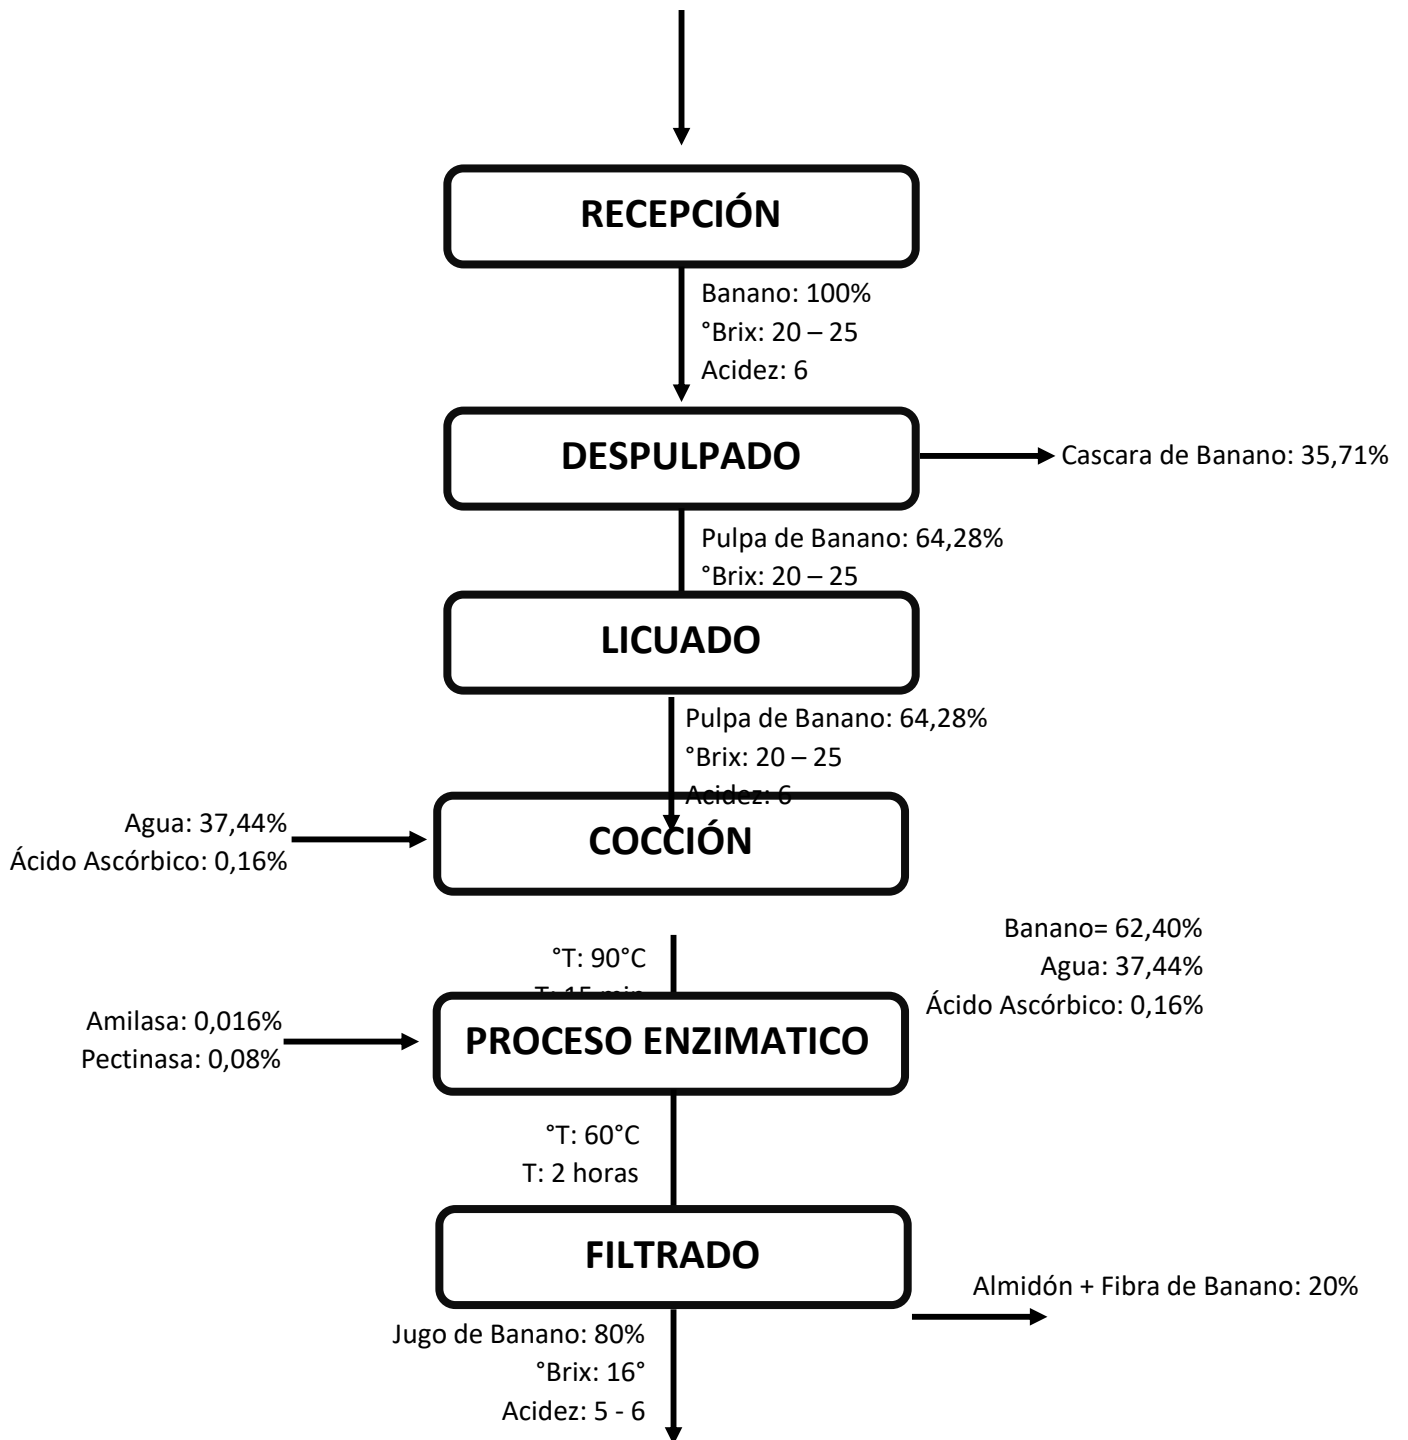 RECEPCIÓN
Banano: 100%
°Brix: 20 – 25
Acidez: 6
DESPULPADO
Cascara de Banano: 35,71%
Pulpa de Banano: 64,28%
°Brix: 20 – 25
LICUADO
Pulpa de Banano: 64,28%
°Brix: 20 – 25
Acidez: 6
Agua: 37,44%
Ácido Ascórbico: 0,16%
COCCIÓN
°T: 90°C
T: 15 min
Banano= 62,40%
Agua: 37,44%
Ácido Ascórbico: 0,16%
Amilasa: 0,016%
Pectinasa: 0,08%
PROCESO ENZIMATICO
°T: 60°C
T: 2 horas
FILTRADO
Almidón + Fibra de Banano: 20%
Jugo de Banano: 80%
°Brix: 16°
Acidez: 5 - 6